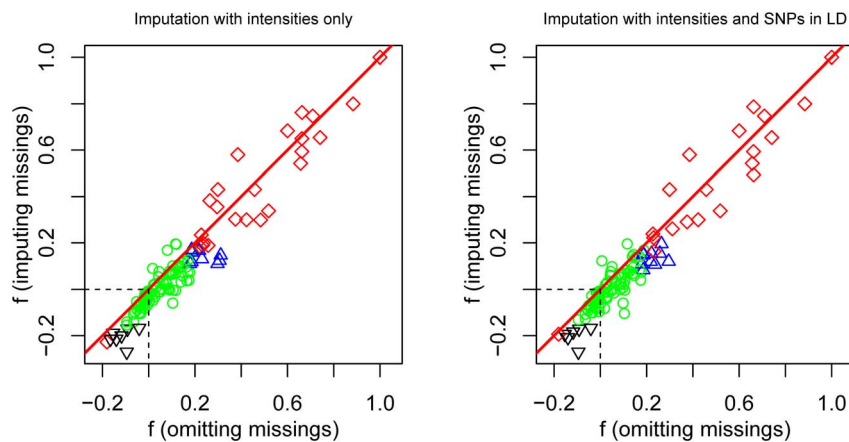 Imputation with intensities only
1.0
0.6
0.2
−0.2
f (imputing missings)
−0.2 0.2 0.6 1.0
f (omitting missings)
Imputation with intensities and SNPs in LD
1.0
0.6
0.2
−0.2
f (imputing missings)
−0.2 0.2 0.6 1.0
f (omitting missings)